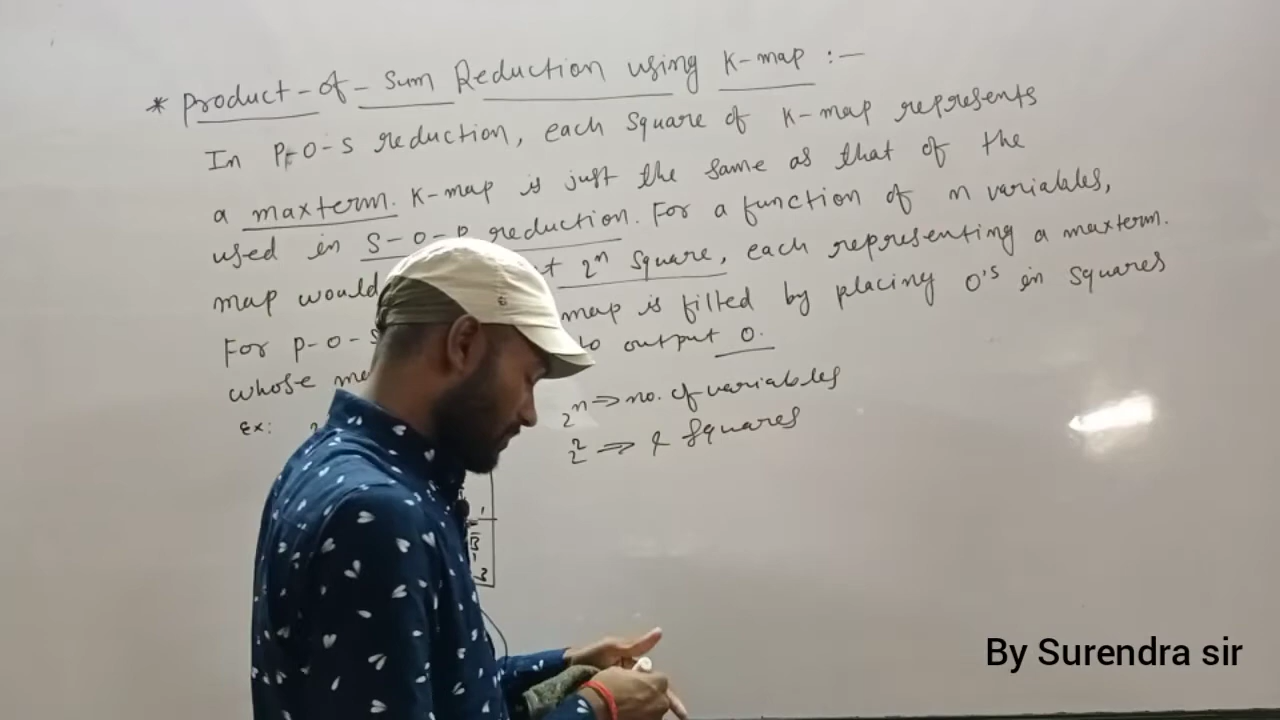 * Product-of-Sum Reduction using K-map :-
In P-O-S reduction, each square of K-map represents
a maxterm. K-map is just the same as that of the
used in S-O-P reduction. For a function of n variables,
map would 2ⁿ square, each representing a maxterm.
For P-O-S map is filled by placing 0's in squares
whose output 0.
Ex: 2ⁿ => no. of variables
2² => 4 squares
B̄
3
By Surendra sir